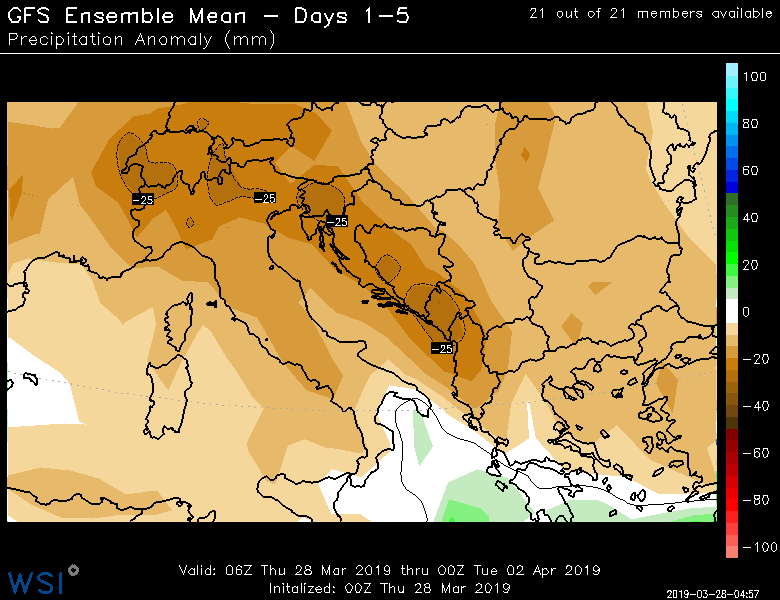 GFS Ensemble Mean - Days 1-5
21 out of 21 members available
Precipitation Anomaly (mm)
100
80
60
40
20
0
-20
-40
-60
-80
-100
-25
-25
-25
-25
Valid: 06Z Thu 28 Mar 2019 thru 00Z Tue 02 Apr 2019
Initalized: 00Z Thu 28 Mar 2019
WSI
2019-03-28-04:57